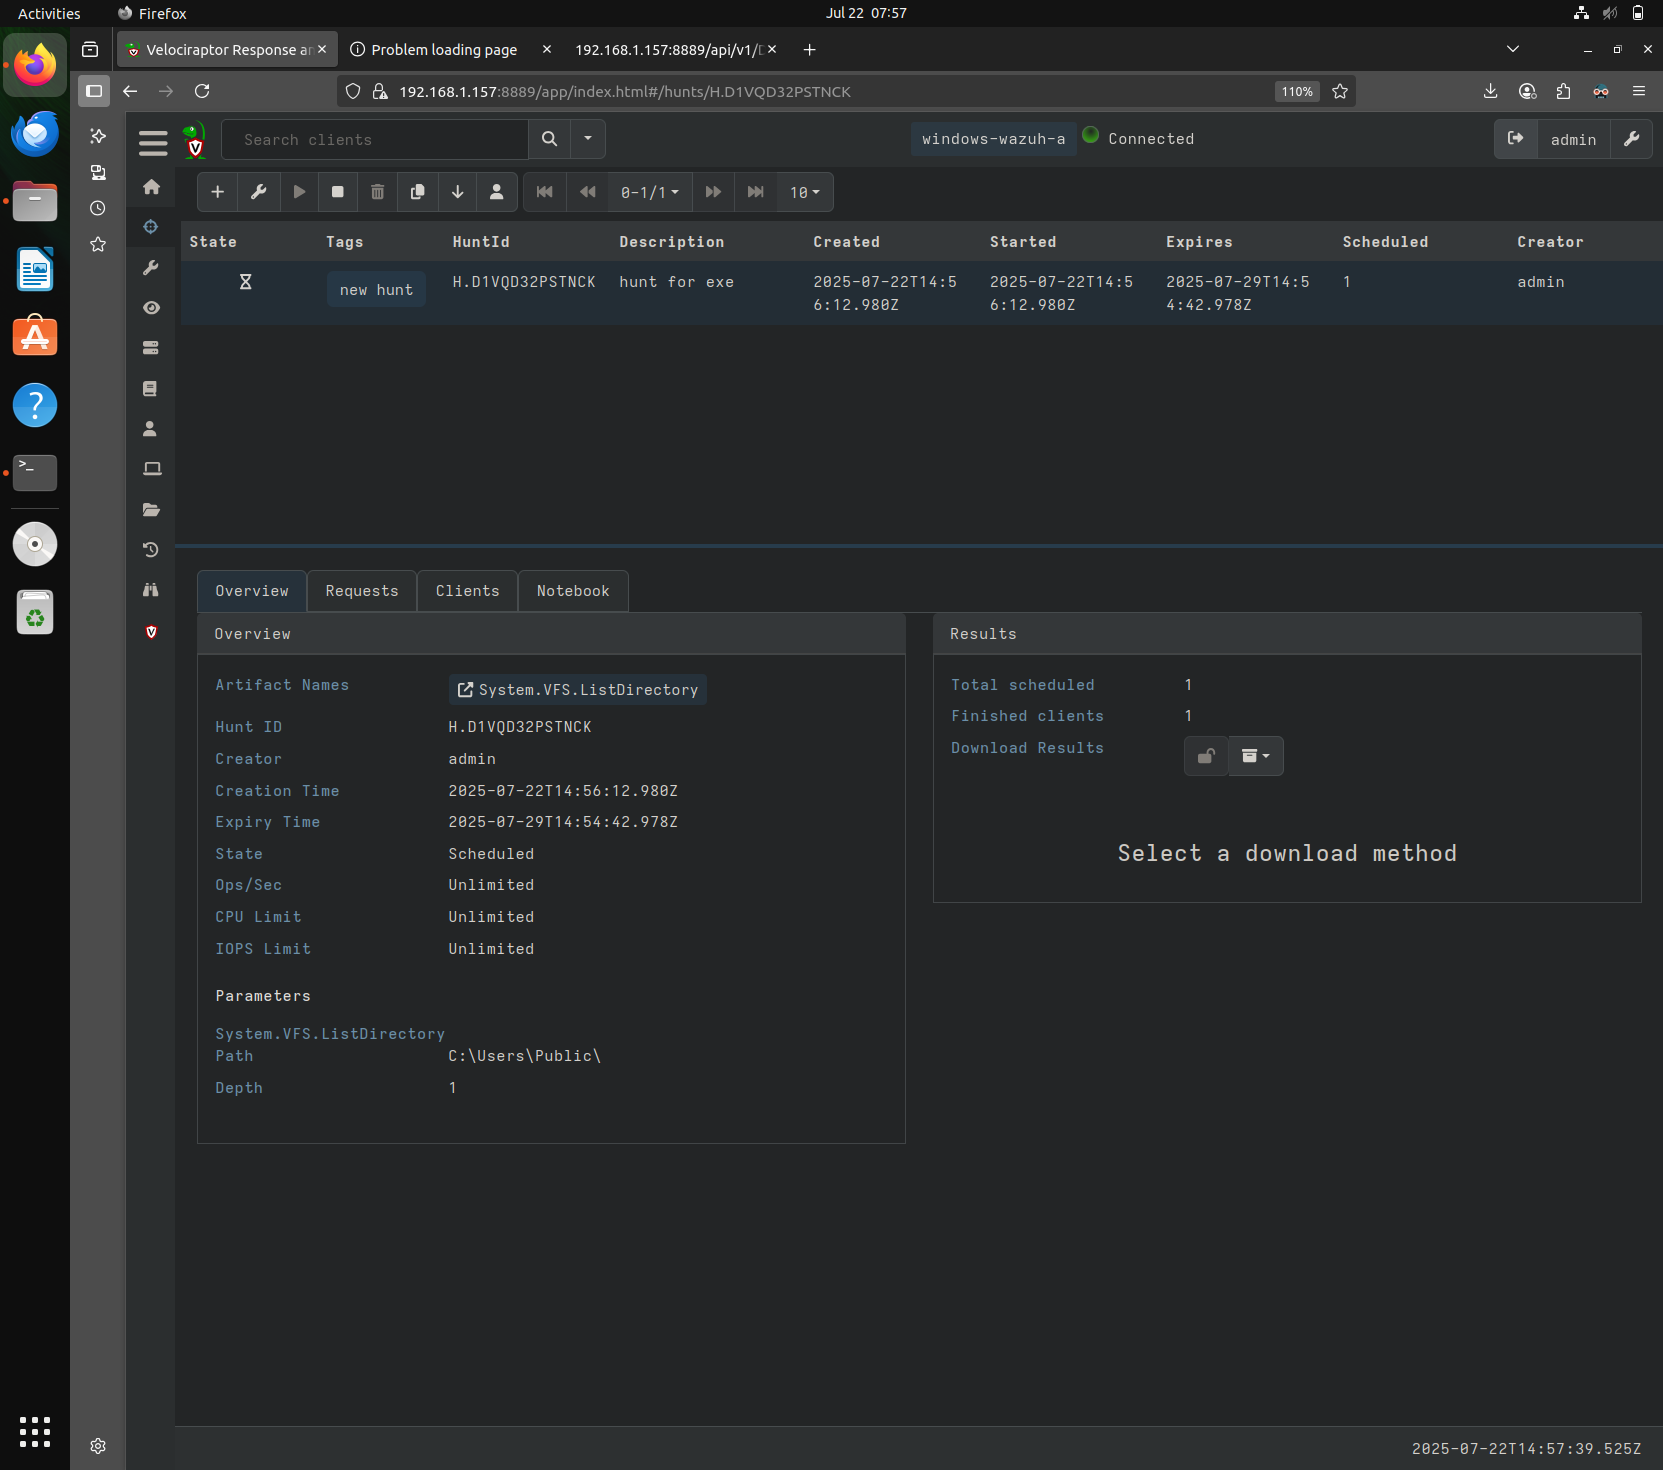 Activities
Firefox
Jul 22 07:57
Velociraptor Response an
Problem loading page
192.168.1.157:8889/api/v1/D
192.168.1.157:8889/app/index.html#/hunts/H.D1VQD32PSTNCK
110%
Search clients
windows-wazuh-a
Connected
admin
0-1/1
10
State Tags HuntId Description Created Started Expires Scheduled Creator
new hunt H.D1VQD32PSTNCK hunt for exe 2025-07-22T14:5 2025-07-22T14:5 2025-07-29T14:5 1 admin
6:12.980Z 6:12.980Z 4:42.978Z
Overview Requests Clients Notebook
Overview
Artifact Names System.VFS.ListDirectory
Hunt ID H.D1VQD32PSTNCK
Creator admin
Creation Time 2025-07-22T14:56:12.980Z
Expiry Time 2025-07-29T14:54:42.978Z
State Scheduled
Ops/Sec Unlimited
CPU Limit Unlimited
IOPS Limit Unlimited
Parameters
System.VFS.ListDirectory
Path C:\Users\Public\
Depth 1
Results
Total scheduled 1
Finished clients 1
Download Results
Select a download method
2025-07-22T14:57:39.525Z